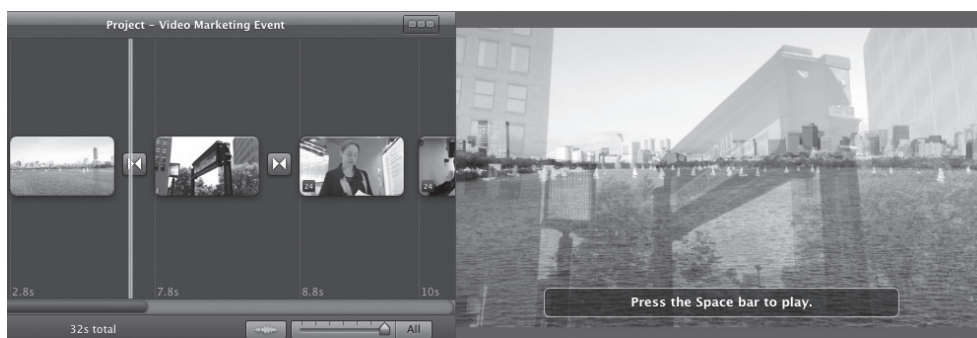 Project – Video Marketing Event
24
24
2.8s
7.8s
8.8s
10s
32s total
All
Press the Space bar to play.